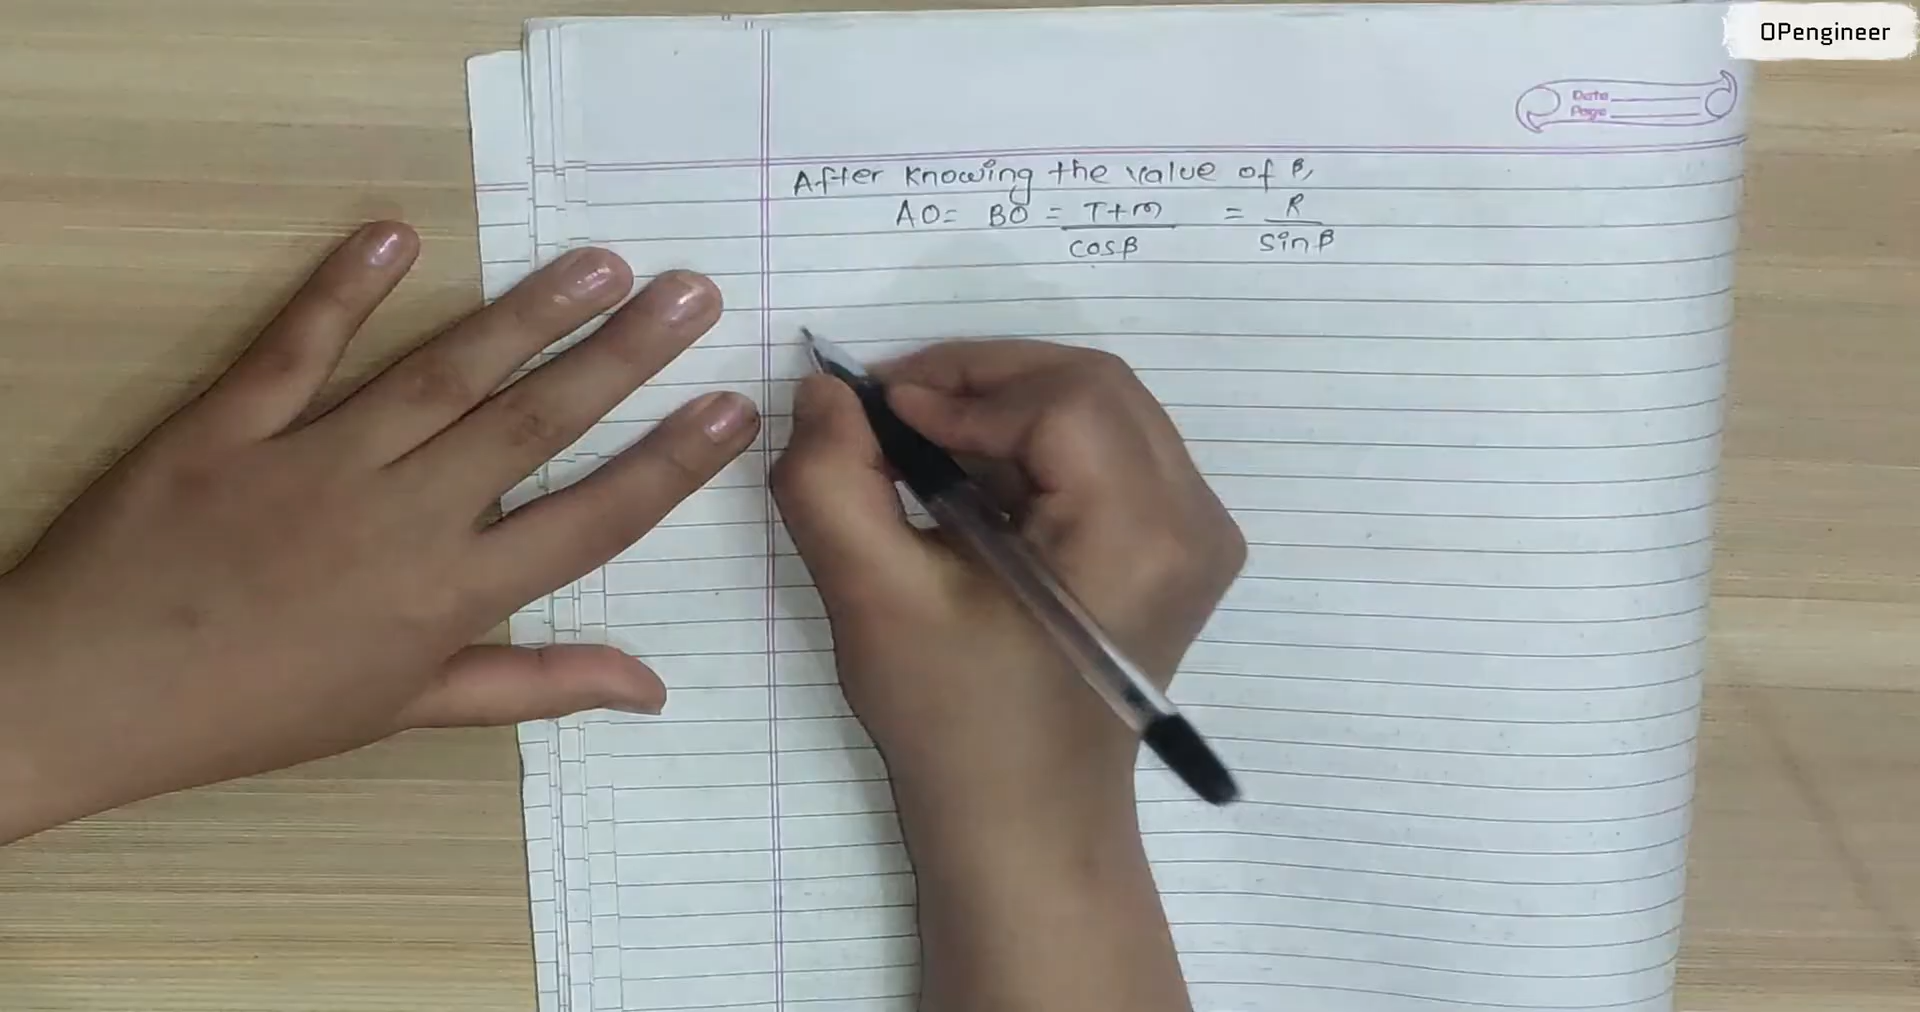 OPengineer
Date
Page
After knowing the value of β,
AO = BO = T+m/cosβ = R/sinβ